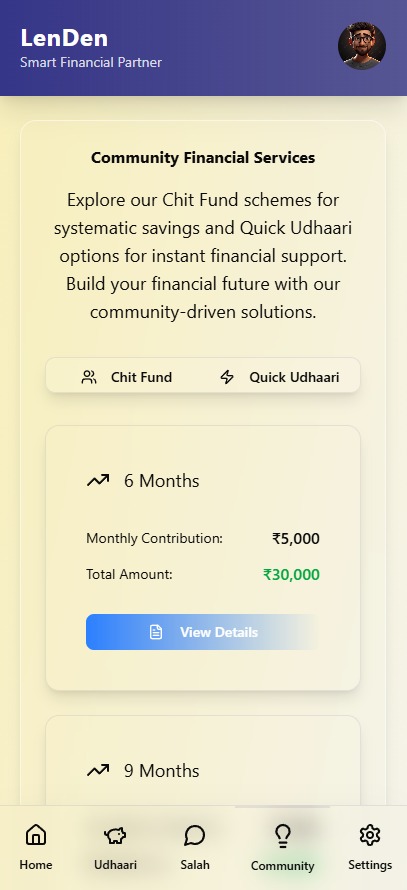 LenDen
Smart Financial Partner
Community Financial Services
Explore our Chit Fund schemes for
systematic savings and Quick Udhaari
options for instant financial support.
Build your financial future with our
community-driven solutions.
Chit Fund Quick Udhaari
6 Months
Monthly Contribution: ₹5,000
Total Amount: ₹30,000
View Details
9 Months
Home Udhaari Salah Community Settings